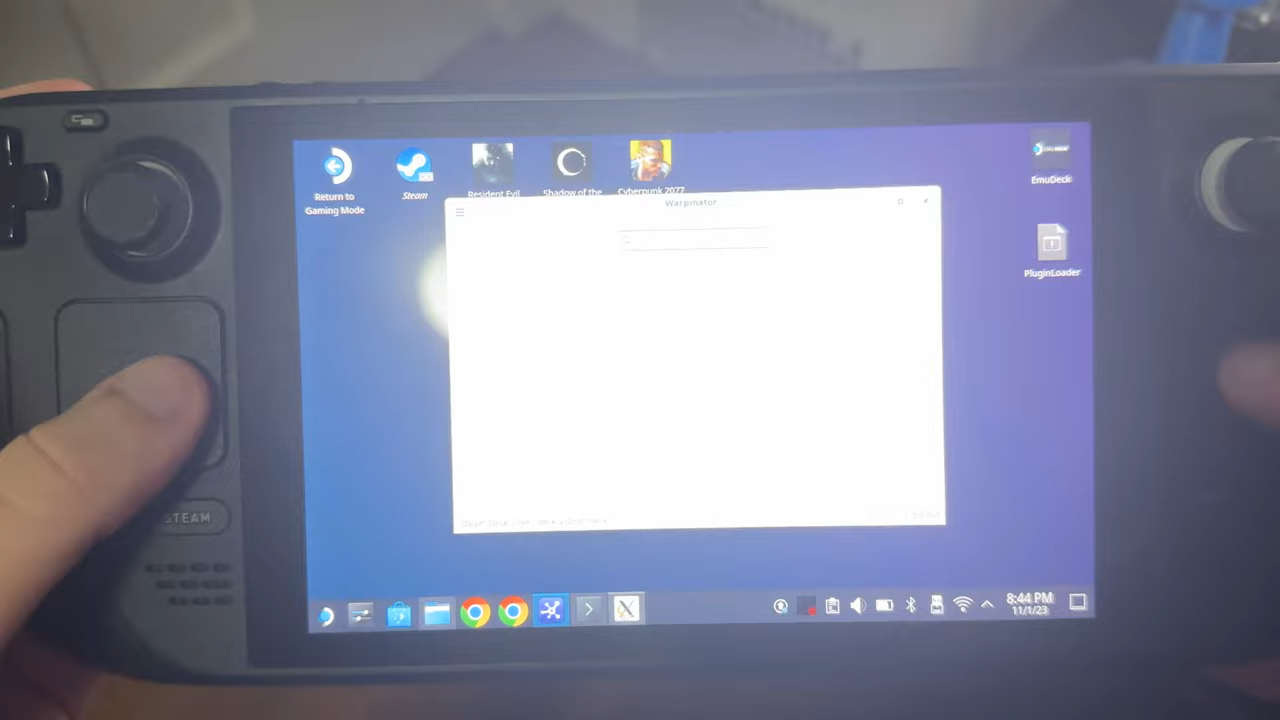 Return to
Gaming Mode
Steam
Resident Evil
Shadow of the
Cyberpunk 2077
EmuDeck
Warpinator
PluginLoader
STEAM
8:44 PM
11/1/23